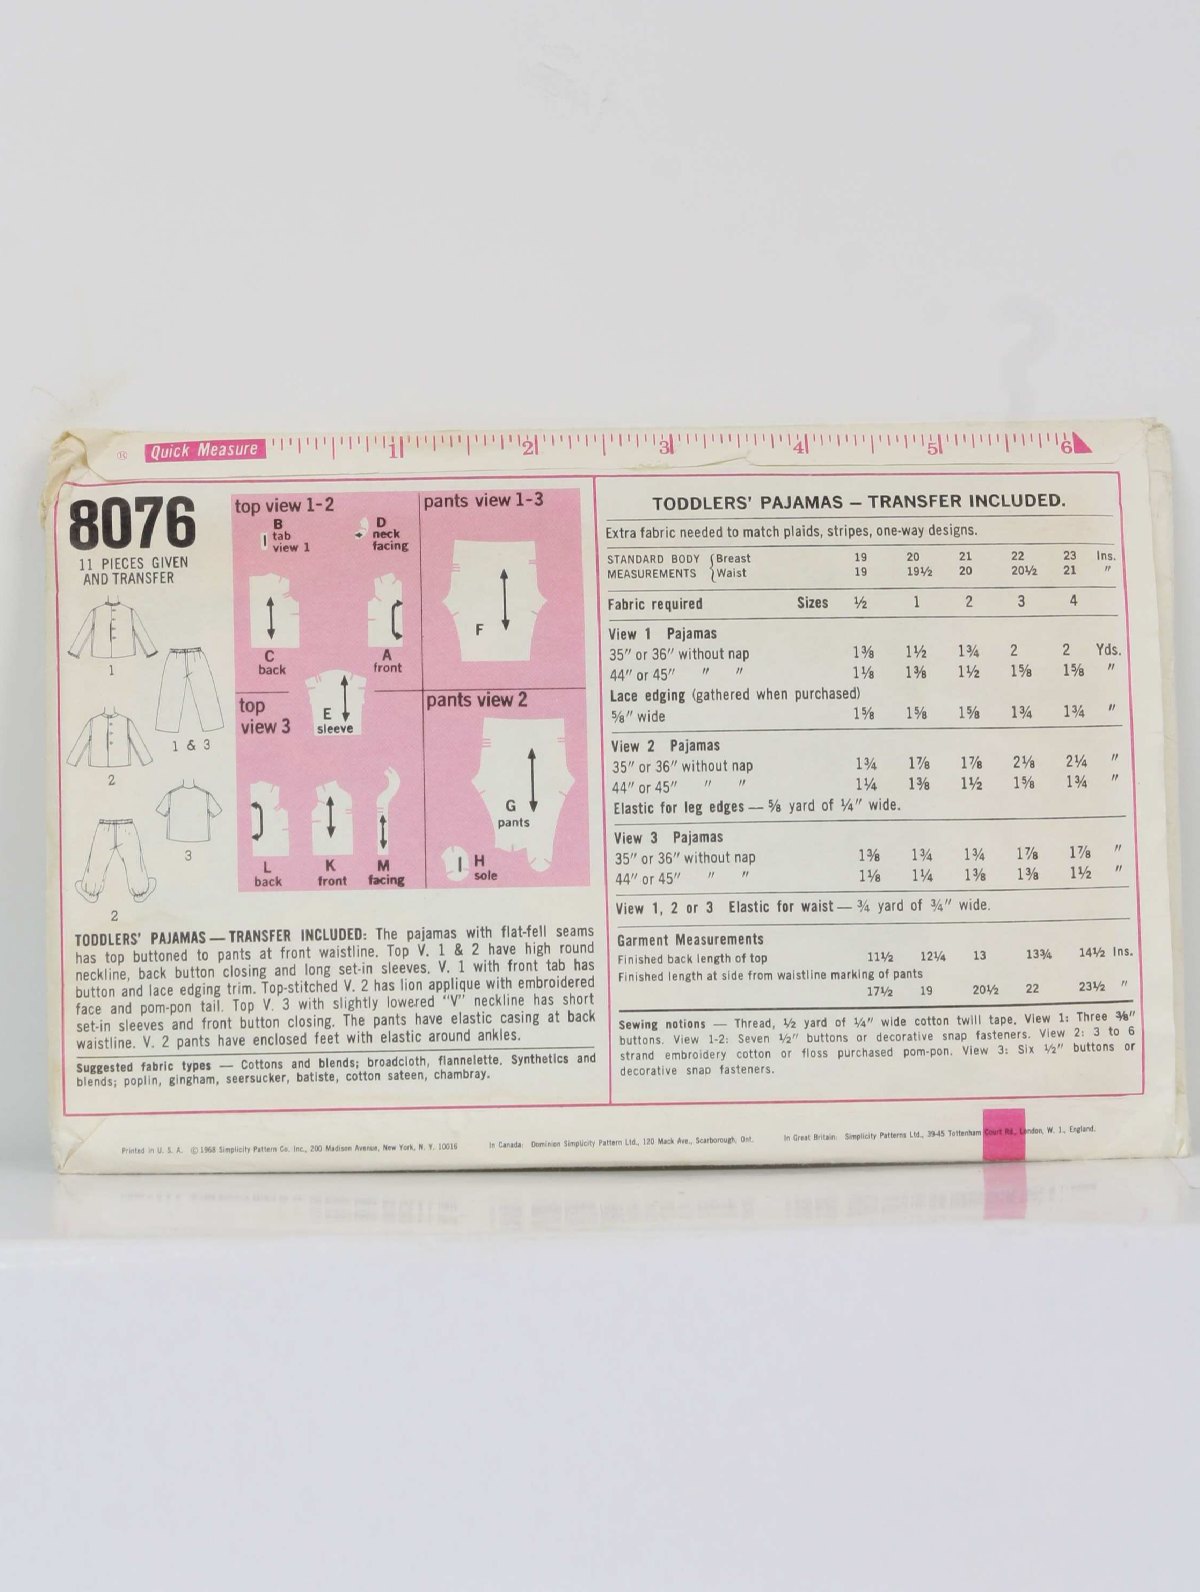 ® Quick Measure 1 2 3 4 5 6
8076
11 PIECES GIVEN
AND TRANSFER
1
1 & 3
2
3
2
top view 1-2
B
tab
view 1
D
neck
facing
C
back
A
front
E
sleeve
top
view 3
L
back
K
front
M
facing
pants view 1-3
F
pants view 2
G
pants
H
sole
TODDLERS' PAJAMAS — TRANSFER INCLUDED: The pajamas with flat-fell seams
has top buttoned to pants at front waistline. Top V. 1 & 2 have high round
neckline, back button closing and long set-in sleeves. V. 1 with front tab has
button and lace edging trim. Top-stitched V. 2 has lion applique with embroidered
face and pom-pon tail. Top V. 3 with slightly lowered "V" neckline has short
set-in sleeves and front button closing. The pants have elastic casing at back
waistline. V. 2 pants have enclosed feet with elastic around ankles.
Suggested fabric types — Cottons and blends; broadcloth, flannelette. Synthetics and
blends; poplin, gingham, seersucker, batiste, cotton sateen, chambray.
TODDLERS' PAJAMAS — TRANSFER INCLUDED.
Extra fabric needed to match plaids, stripes, one-way designs.
STANDARD BODY { Breast 19 20 21 22 23 Ins.
MEASUREMENTS { Waist 19 19½ 20 20½ 21 "
Fabric required Sizes ½ 1 2 3 4
View 1 Pajamas
35" or 36" without nap 1⅜ 1½ 1¾ 2 2 Yds.
44" or 45" " " 1⅛ 1⅜ 1½ 1⅝ 1⅝ "
Lace edging (gathered when purchased)
⅝" wide 1⅝ 1⅝ 1⅝ 1¾ 1¾ "
View 2 Pajamas
35" or 36" without nap 1¾ 1⅞ 1⅞ 2⅛ 2¼ "
44" or 45" " " 1¼ 1⅜ 1½ 1⅝ 1¾ "
Elastic for leg edges — ⅝ yard of ¼" wide.
View 3 Pajamas
35" or 36" without nap 1⅜ 1¾ 1¾ 1⅞ 1⅞ "
44" or 45" " " 1⅛ 1¼ 1⅜ 1⅜ 1½ "
View 1, 2 or 3 Elastic for waist — ¾ yard of ¾" wide.
Garment Measurements
Finished back length of top 11½ 12¼ 13 13¾ 14½ Ins.
Finished length at side from waistline marking of pants
17½ 19 20½ 22 23½ "
Sewing notions — Thread, ½ yard of ¼" wide cotton twill tape. View 1: Three ⅜"
buttons. View 1-2: Seven ½" buttons or decorative snap fasteners. View 2: 3 to 6
strand embroidery cotton or floss purchased pom-pon. View 3: Six ½" buttons or
decorative snap fasteners.
Printed in U. S. A. © 1968 Simplicity Pattern Co. Inc., 200 Madison Avenue, New York, N. Y. 10016 In Canada: Dominion Simplicity Pattern Ltd., 120 Mack Ave., Scarborough, Ont. In Great Britain: Simplicity Patterns Ltd., 39-45 Tottenham Court Rd., London, W. 1., England.